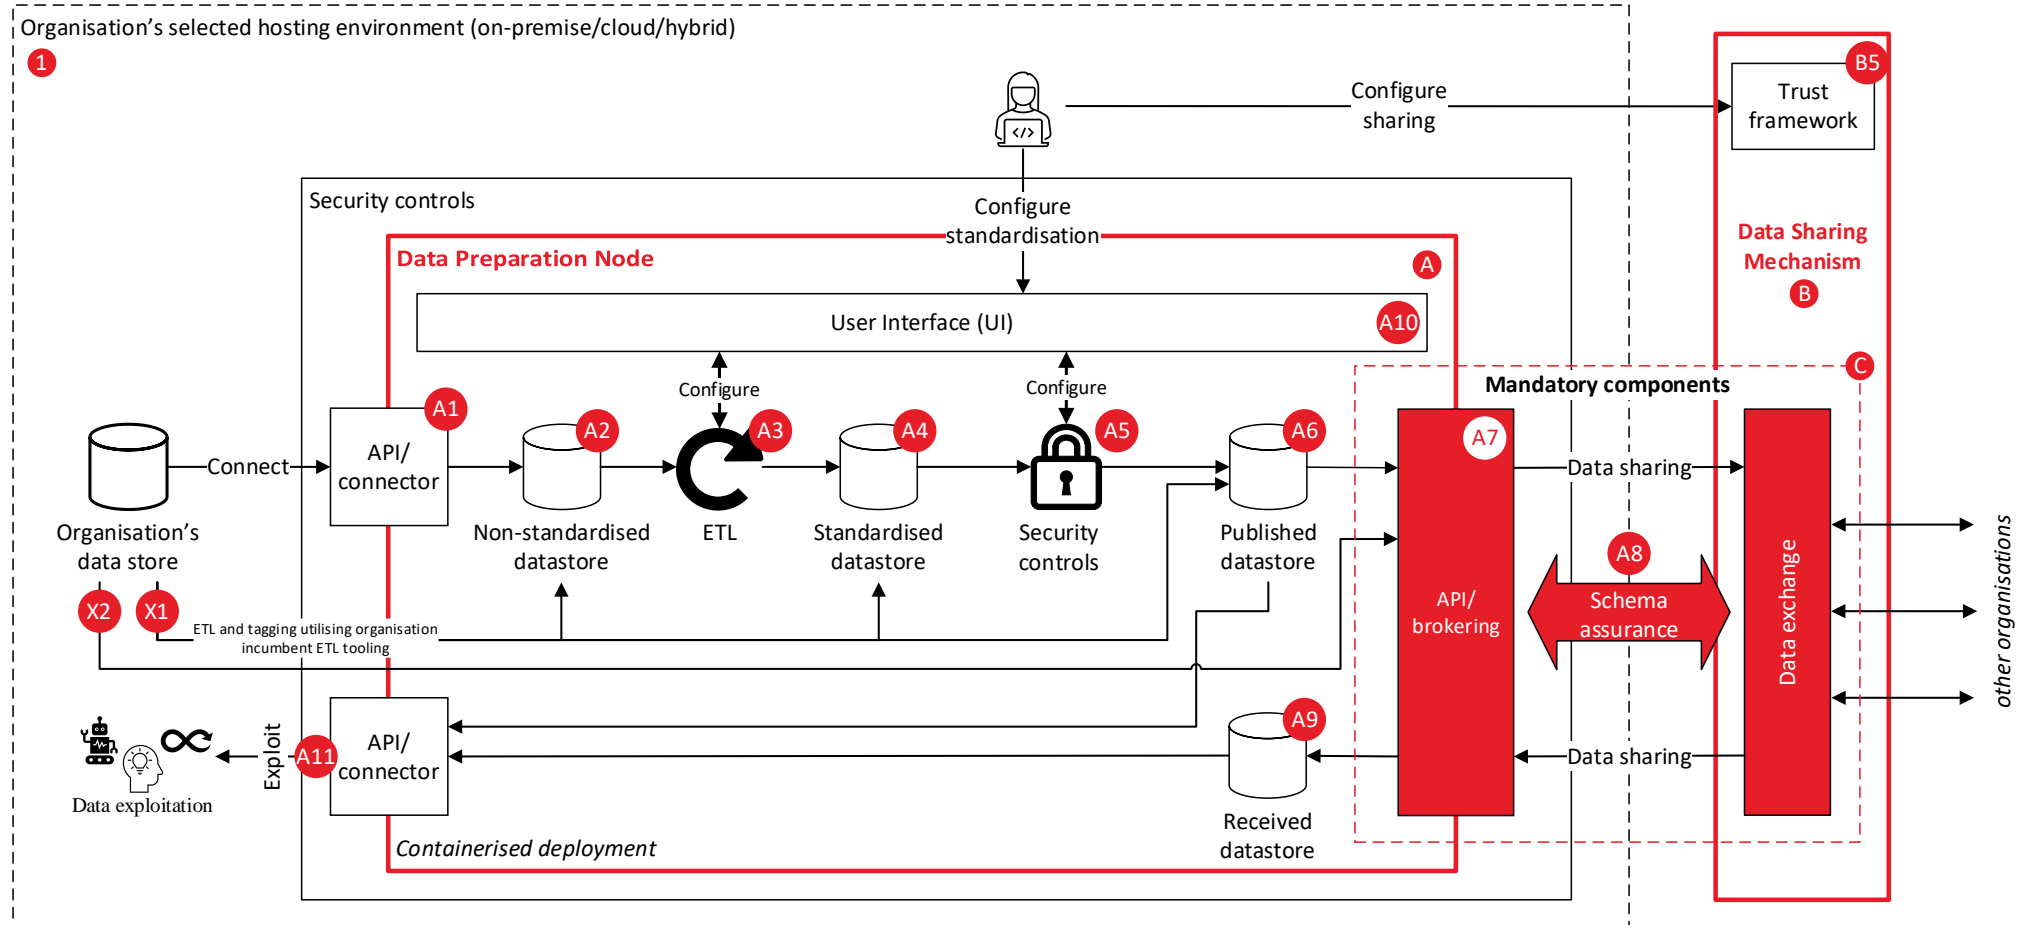 Organisation’s selected hosting environment (on-premise/cloud/hybrid)
1
B5
Trust
framework
Configure
sharing
Security controls
Configure
standardisation
Data Preparation Node
A
Data Sharing
Mechanism
B
User Interface (UI)
A10
Configure
Configure
C
Mandatory components
A1
A2
A3
A4
A5
A6
A7
API/
connector
Connect
Data sharing
Organisation’s
data store
Non-standardised
datastore
ETL
Standardised
datastore
Security
controls
Published
datastore
A8
Schema
assurance
API/
brokering
Data exchange
other organisations
X2
X1
ETL and tagging utilising organisation
incumbent ETL tooling
A9
API/
connector
A11
Exploit
Data exploitation
Data sharing
Received
datastore
Containerised deployment